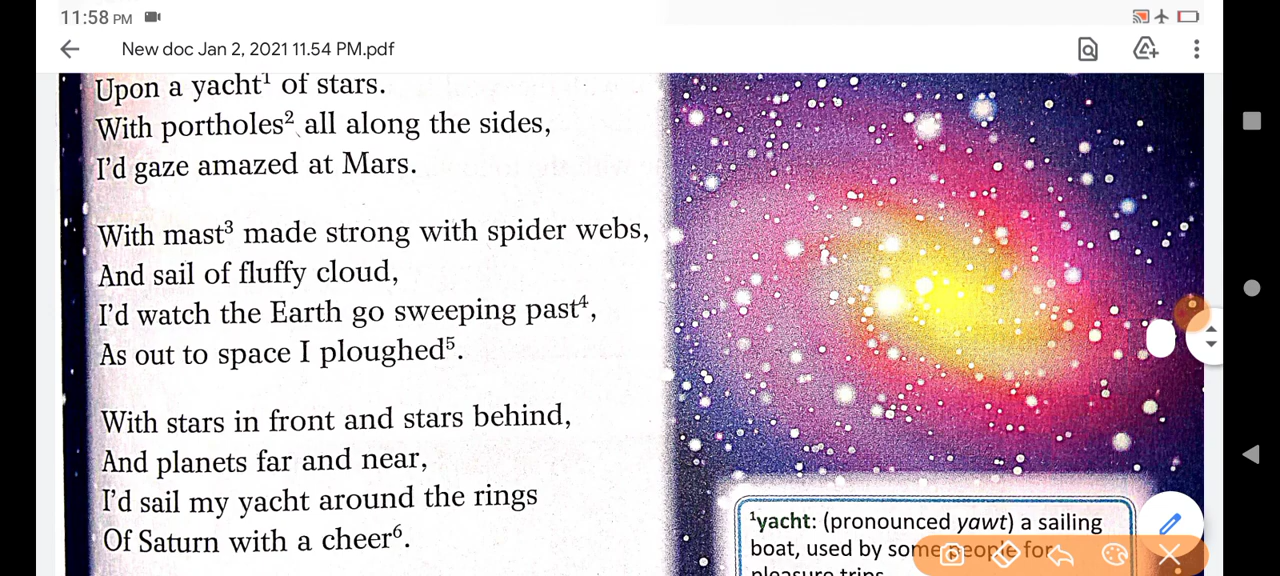 11:58 PM
New doc Jan 2, 2021 11.54 PM.pdf
Upon a yacht¹ of stars.
With portholes² all along the sides,
I'd gaze amazed at Mars.
With mast³ made strong with spider webs,
And sail of fluffy cloud,
I'd watch the Earth go sweeping past⁴,
As out to space I ploughed⁵.
With stars in front and stars behind,
And planets far and near,
I'd sail my yacht around the rings
Of Saturn with a cheer⁶.
¹yacht: (pronounced yawt) a sailing
boat, used by some people for
pleasure trips